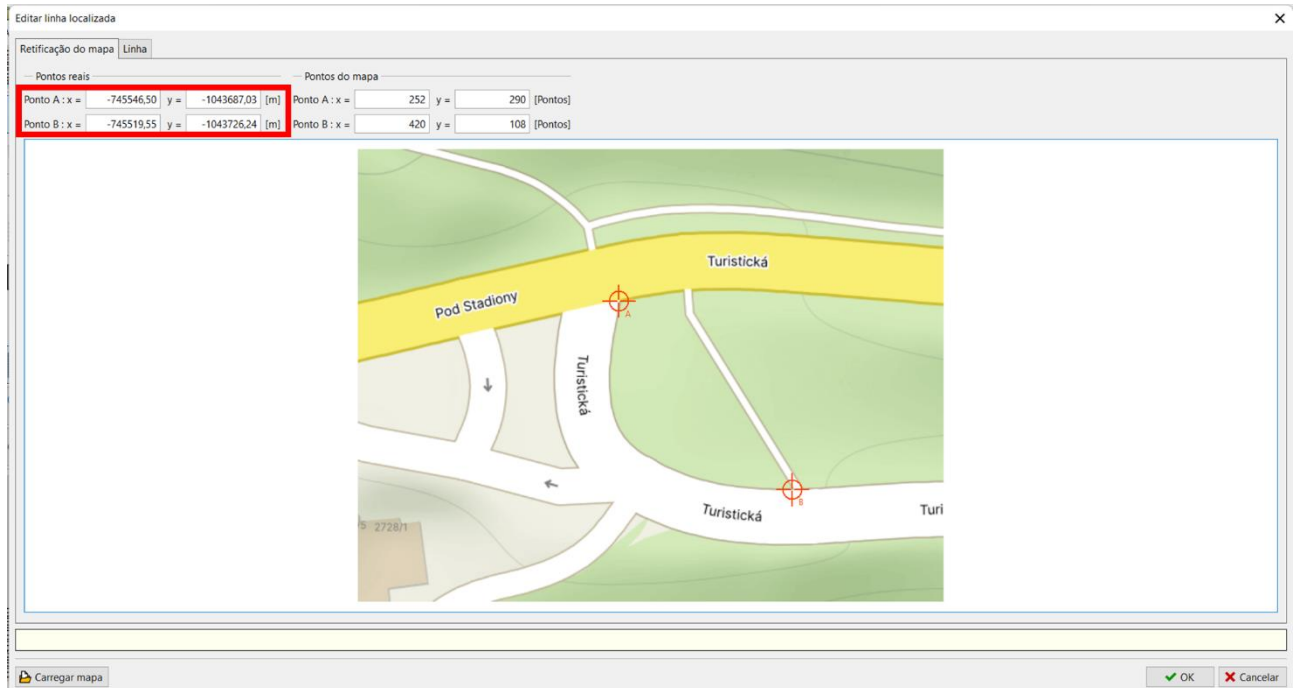 Editar linha localizada
Retificação do mapa Linha
Pontos reais Pontos do mapa
Ponto A : x = -745546,50 y = -1043687,03 [m] Ponto A : x = 252 y = 290 [Pontos]
Ponto B : x = -745519,55 y = -1043726,24 [m] Ponto B : x = 420 y = 108 [Pontos]
Turistická
Pod Stadiony
A
Turistická
B
Turistická
Turi
2728/1
Carregar mapa OK Cancelar